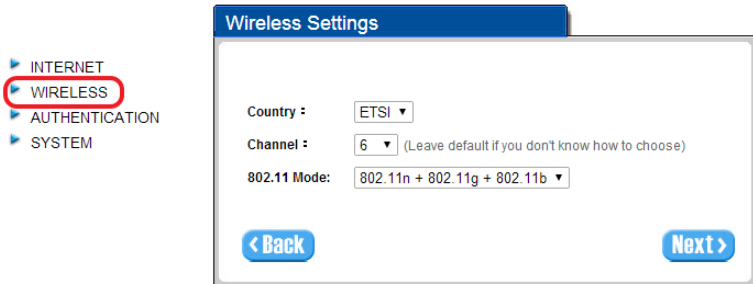 Wireless Settings
INTERNET
WIRELESS
AUTHENTICATION
SYSTEM
Country : ETSI
Channel : 6 (Leave default if you don't know how to choose)
802.11 Mode: 802.11n + 802.11g + 802.11b
Back Next